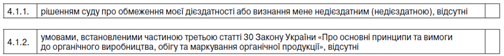 4.1.1. рішенням суду про обмеження моєї дієздатності або визнання мене недієздатним (недієздатною), відсутні
4.1.2. умовами, встановленими частиною третьою статті 30 Закону України «Про основні принципи та вимоги
до органічного виробництва, обігу та маркування органічної продукції», відсутні